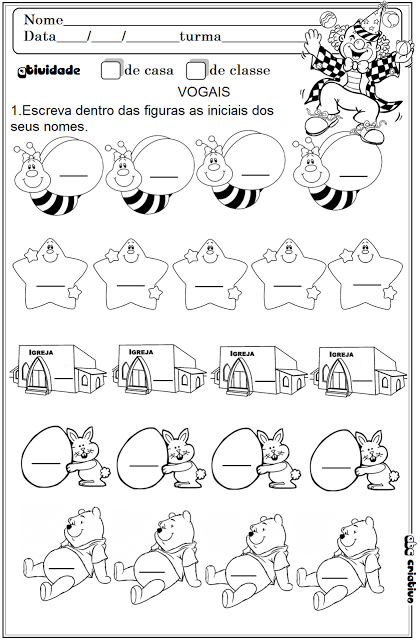 Nome
Data / / turma
atividade de casa de classe
VOGAIS
1.Escreva dentro das figuras as iniciais dos
seus nomes.
IGREJA IGREJA IGREJA IGREJA
abc criativo